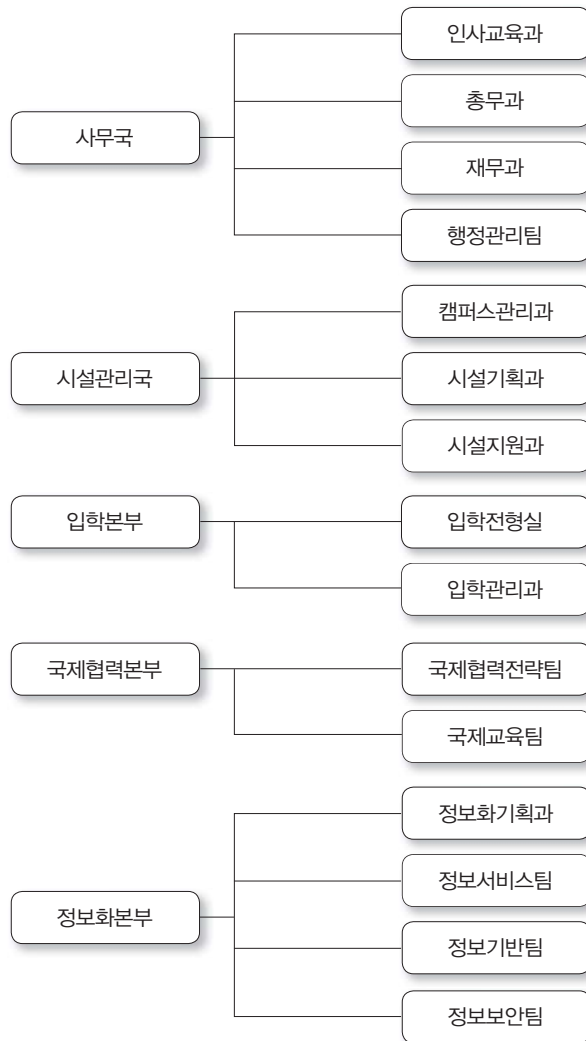 사무국
인사교육과
총무과
재무과
행정관리팀
시설관리국
캠퍼스관리과
시설기획과
시설지원과
입학본부
입학전형실
입학관리과
국제협력본부
국제협력전략팀
국제교육팀
정보화본부
정보화기획과
정보서비스팀
정보기반팀
정보보안팀